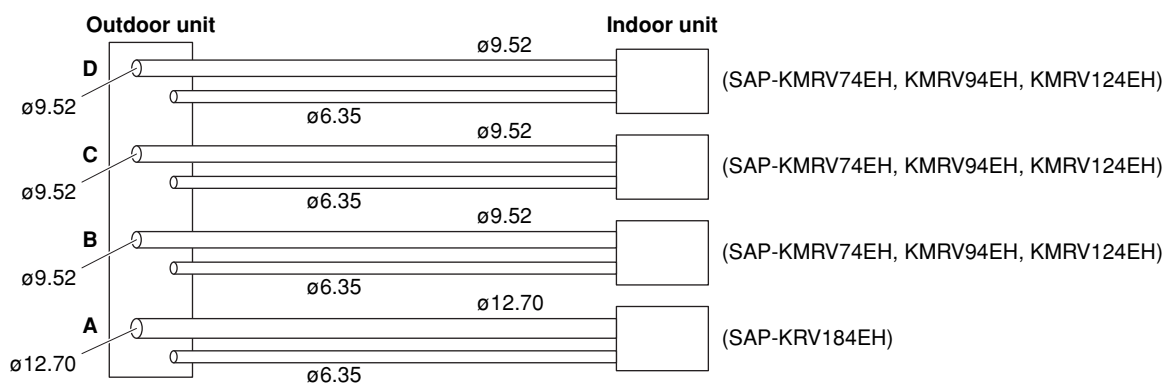 Outdoor unit
Indoor unit
D
ø9.52
ø9.52
ø6.35
(SAP-KMRV74EH, KMRV94EH, KMRV124EH)
C
ø9.52
ø9.52
ø6.35
(SAP-KMRV74EH, KMRV94EH, KMRV124EH)
B
ø9.52
ø9.52
ø6.35
(SAP-KMRV74EH, KMRV94EH, KMRV124EH)
A
ø12.70
ø12.70
ø6.35
(SAP-KRV184EH)